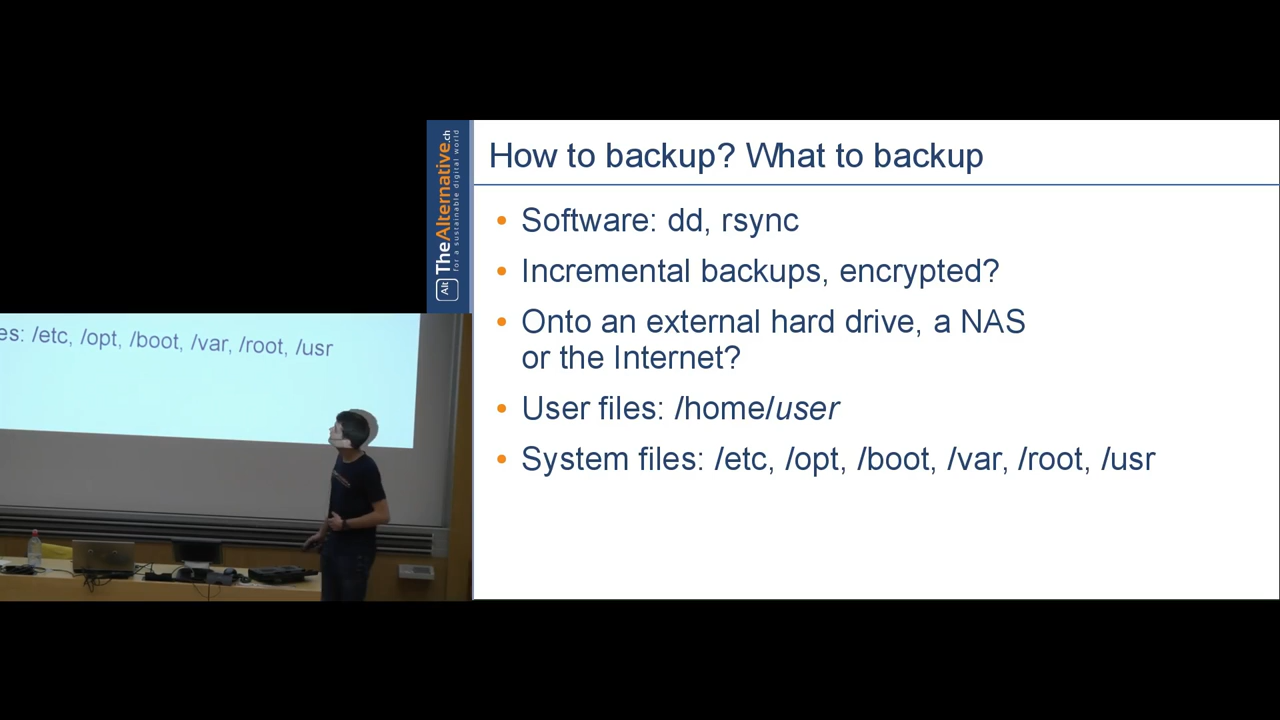 How to backup? What to backup
• Software: dd, rsync
• Incremental backups, encrypted?
• Onto an external hard drive, a NAS
or the Internet?
• User files: /home/user
• System files: /etc, /opt, /boot, /var, /root, /usr
Alt TheAlternative.ch
for a sustainable digital world
es: /etc, /opt, /boot, /var, /root, /usr